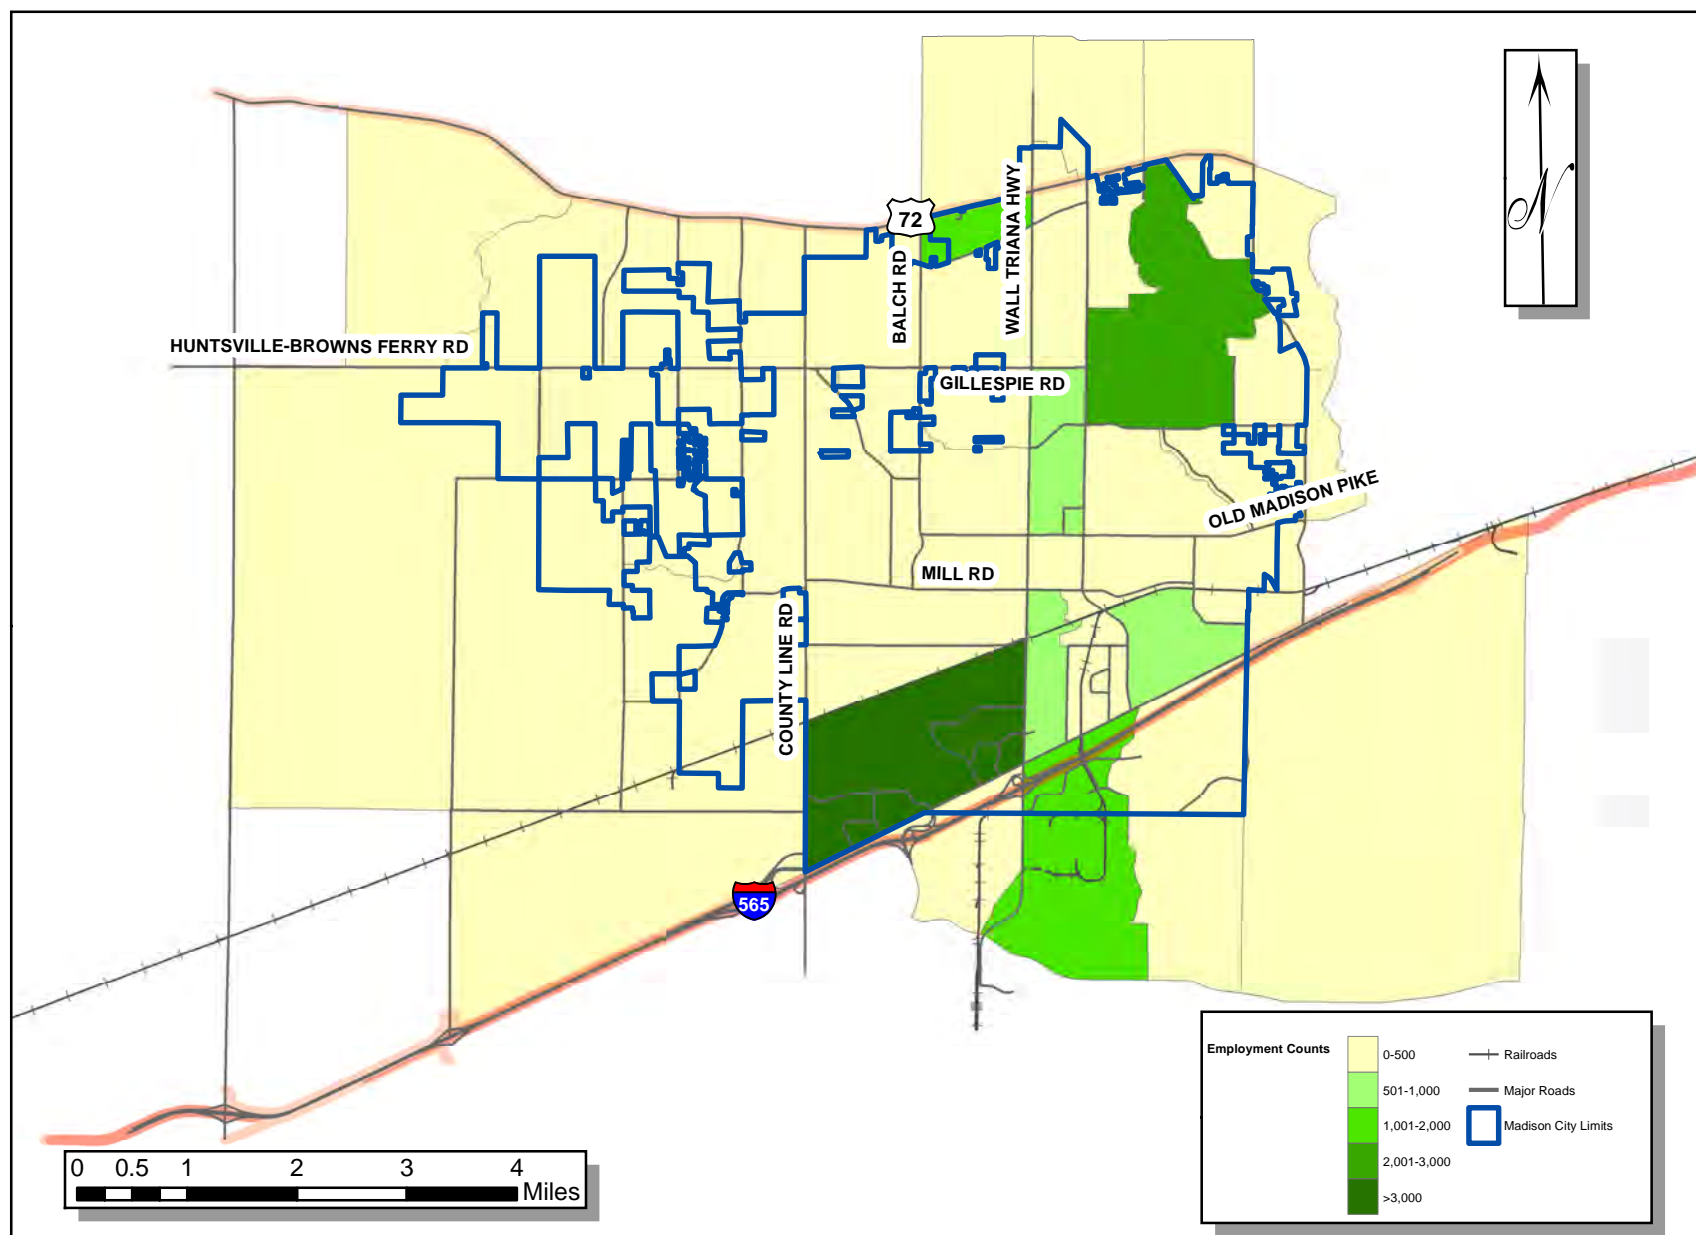 72
BALCH RD
WALL TRIANA HWY
HUNTSVILLE-BROWNS FERRY RD
GILLESPIE RD
OLD MADISON PIKE
MILL RD
COUNTY LINE RD
565
N
Employment Counts
0-500
501-1,000
1,001-2,000
2,001-3,000
>3,000
Railroads
Major Roads
Madison City Limits
0 0.5 1 2 3 4
Miles